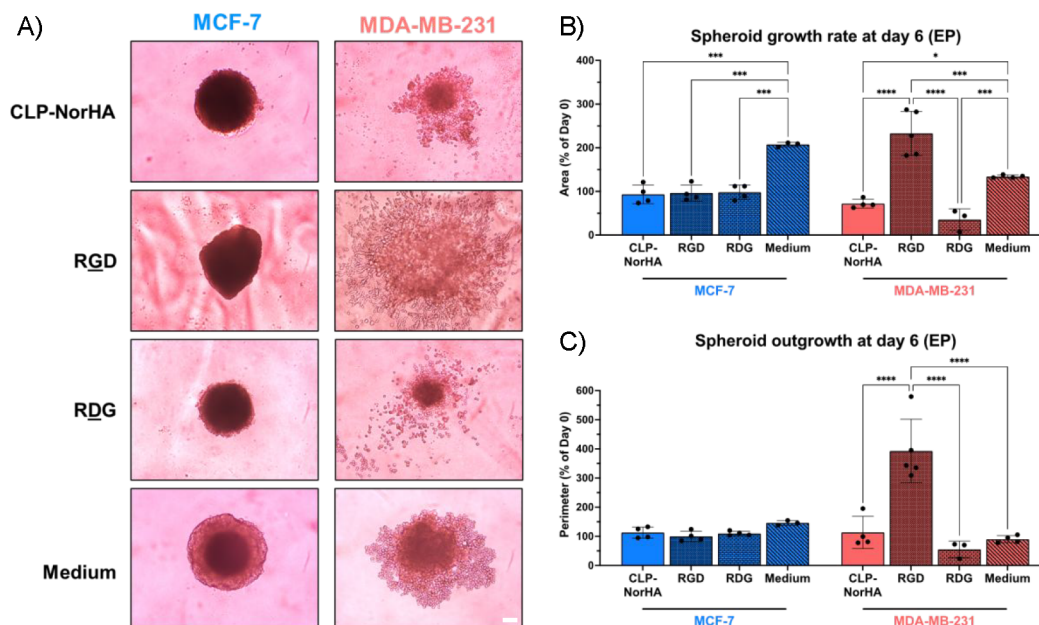 A)
MCF-7 MDA-MB-231
CLP-NorHA
RGD
RDG
Medium
B)
Spheroid growth rate at day 6 (EP)
*** *
*** ***
*** **** **** ***
Area (% of Day 0)
400
300
200
100
0
CLP-NorHA RGD RDG Medium CLP-NorHA RGD RDG Medium
MCF-7 MDA-MB-231
C)
Spheroid outgrowth at day 6 (EP)
****
**** ****
Perimeter (% of Day 0)
600
500
400
300
200
100
0
CLP-NorHA RGD RDG Medium CLP-NorHA RGD RDG Medium
MCF-7 MDA-MB-231